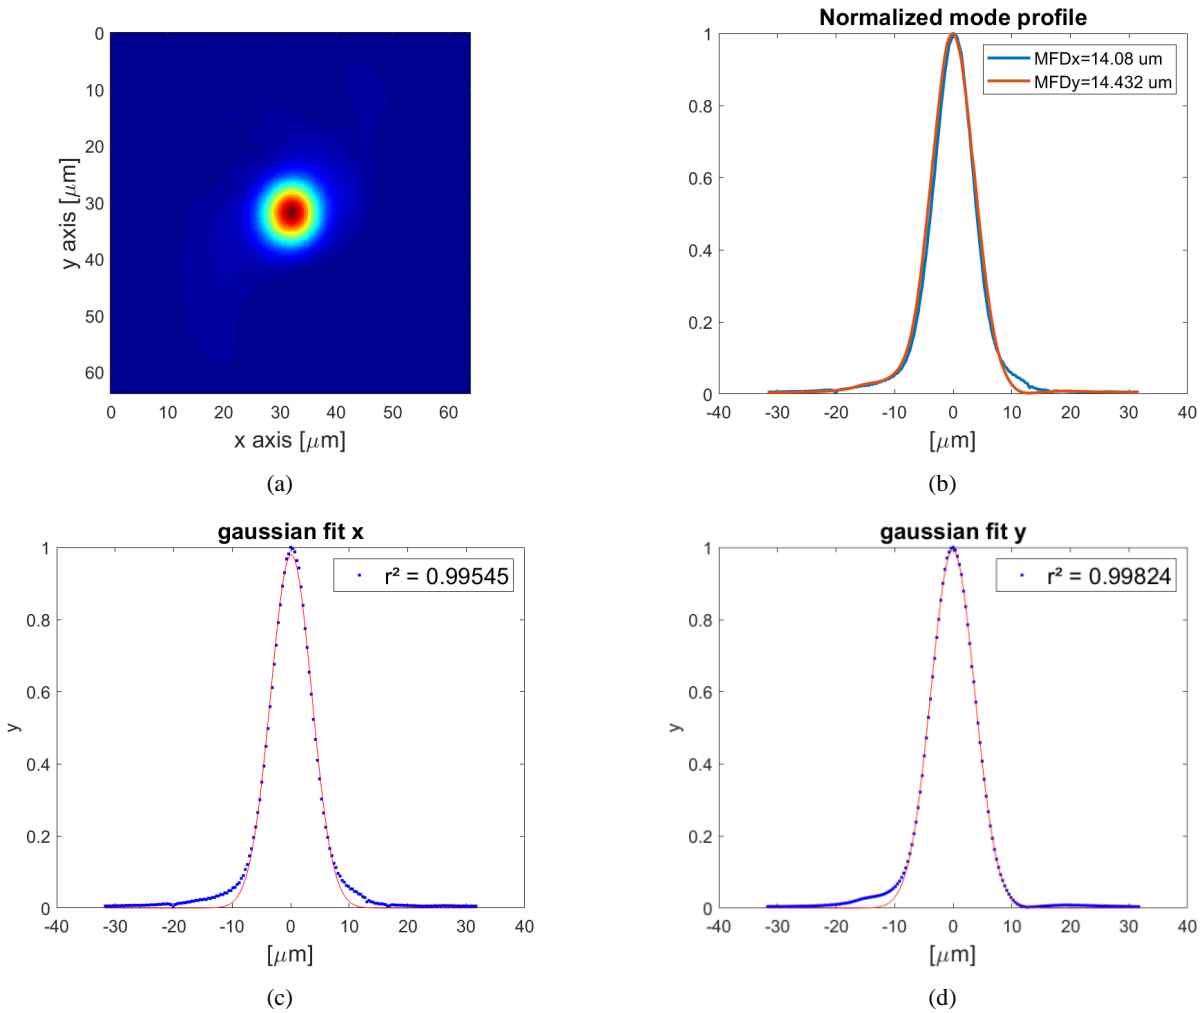 0
10
20
30
40
50
60
y axis [μm]
0 10 20 30 40 50 60
x axis [μm]
(a)
Normalized mode profile
MFDx=14.08 um
MFDy=14.432 um
1
0.8
0.6
0.4
0.2
0
-40 -30 -20 -10 0 10 20 30 40
[μm]
(b)
gaussian fit x
r² = 0.99545
1
0.8
0.6
0.4
0.2
0
y
-40 -30 -20 -10 0 10 20 30 40
[μm]
(c)
gaussian fit y
r² = 0.99824
1
0.8
0.6
0.4
0.2
0
y
-40 -30 -20 -10 0 10 20 30 40
[μm]
(d)